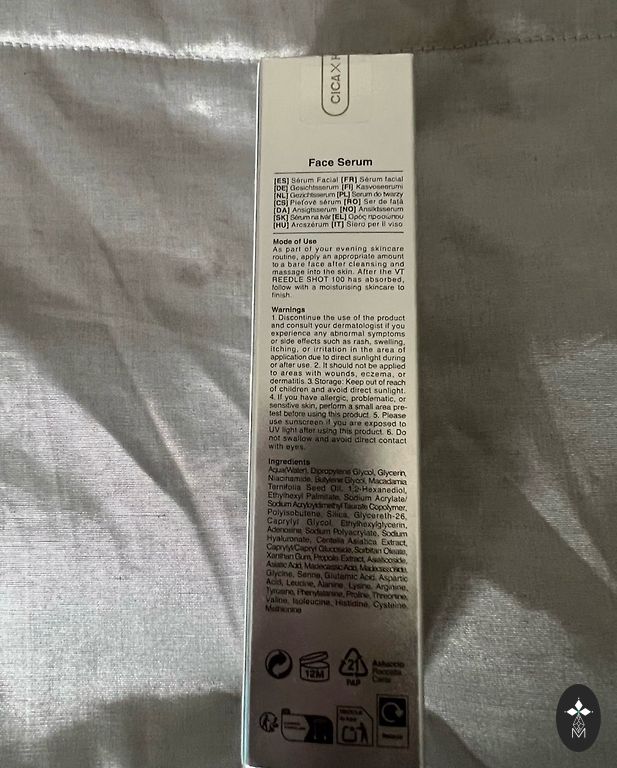 CICA X
Face Serum
[ES] Sérum Facial [FR] Sérum facial
[DE] Gesichtsserum [FI] Kasvoseerumi
[NL] Gezichtsserum [PL] Serum do twarzy
[CS] Pleťové sérum [RO] Ser de față
[DA] Ansigtsserum [NO] Ansiktsserum
[SK] Sérum na tvár [EL] Ορός προσώπου
[HU] Arcszérum [IT] Siero per il viso
Mode of Use
As part of your evening skincare
routine, apply an appropriate amount
to a bare face after cleansing and
massage into the skin. After the VT
REEDLE SHOT 100 has absorbed,
follow with a moisturising skincare to
finish.
Warnings
1. Discontinue the use of the product
and consult your dermatologist if you
experience any abnormal symptoms
or side effects such as rash, swelling,
itching, or irritation in the area of
application due to direct sunlight during
or after use. 2. It should not be applied
to areas with wounds, eczema, or
dermatitis. 3. Storage: Keep out of reach
of children and avoid direct sunlight.
4. If you have allergic, problematic, or
sensitive skin, perform a small area pre-
test before using this product. 5. Please
use sunscreen if you are exposed to
UV light after using this product. 6. Do
not swallow and avoid direct contact
with eyes.
Ingredients
Aqua(Water), Dipropylene Glycol, Glycerin,
Niacinamide, Butylene Glycol, Macadamia
Ternifolia Seed Oil, 1,2-Hexanediol,
Ethylhexyl Palmitate, Sodium Acrylate/
Sodium Acryloyldimethyl Taurate Copolymer,
Polyisobutene, Silica, Glycereth-26,
Caprylyl Glycol, Ethylhexylglycerin,
Adenosine, Sodium Polyacrylate, Sodium
Hyaluronate, Centella Asiatica Extract,
Caprylyl/Capryl Glucoside, Sorbitan Oleate,
Xanthan Gum, Propolis Extract, Asiaticoside,
Asiatic Acid, Madecassic Acid, Madecassoside,
Glycine, Serine, Glutamic Acid, Aspartic
Acid, Leucine, Alanine, Lysine, Arginine,
Tyrosine, Phenylalanine, Proline, Threonine,
Valine, Isoleucine, Histidine, Cysteine,
Methionine
12M
21
PAP
Astuccio
Raccolta
Carta
Recycle
M